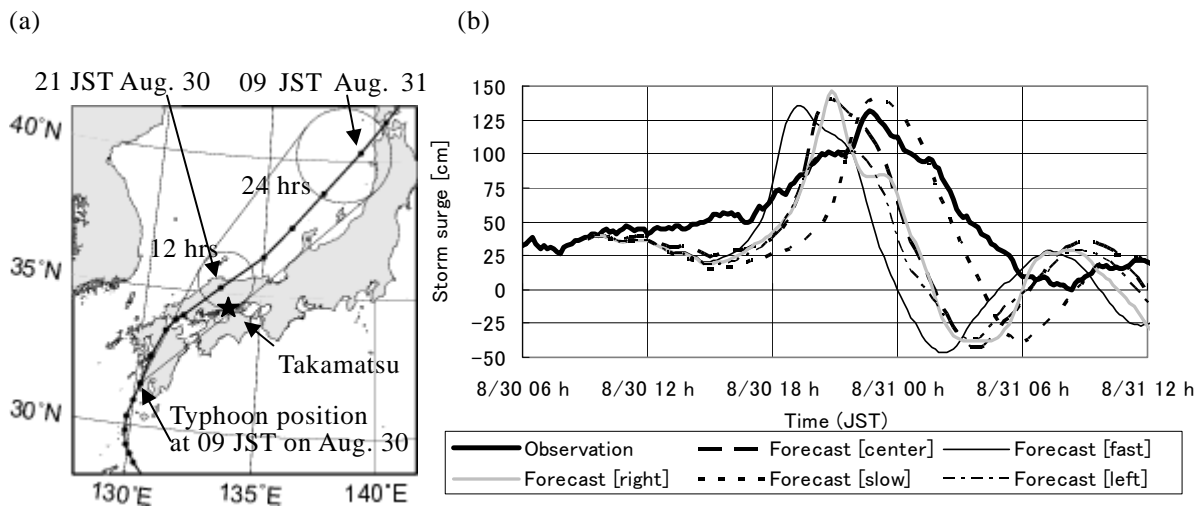 (a)
(b)
21 JST Aug. 30
09 JST Aug. 31
40°N
35°N
30°N
24 hrs
12 hrs
Takamatsu
Typhoon position
at 09 JST on Aug. 30
130°E
135°E
140°E
Storm surge [cm]
150
125
100
75
50
25
0
-25
-50
8/30 06 h
8/30 12 h
8/30 18 h
8/31 00 h
8/31 06 h
8/31 12 h
Time (JST)
Observation
Forecast [center]
Forecast [fast]
Forecast [right]
Forecast [slow]
Forecast [left]